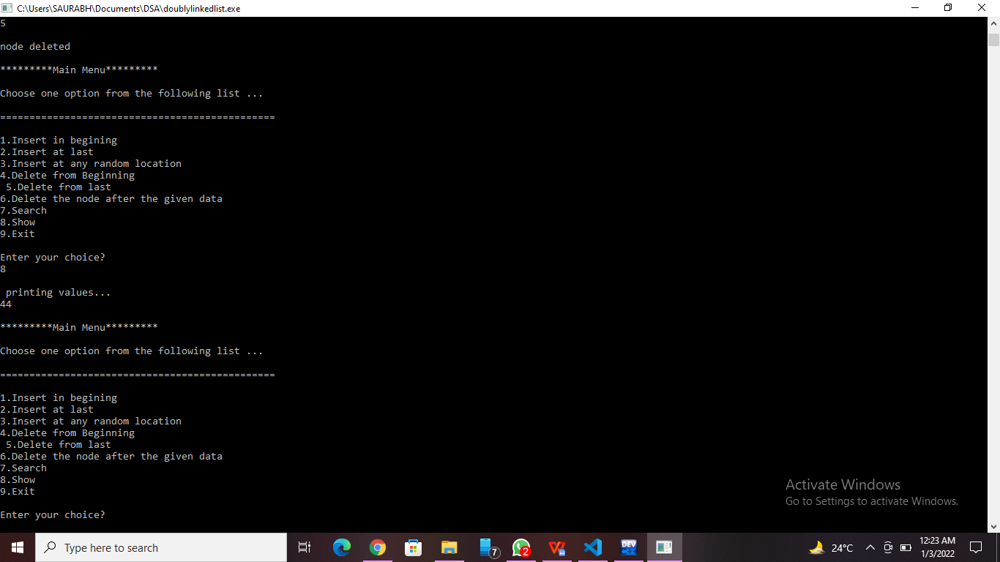 C:\Users\SAURABH\Documents\DSA\doublylinkedlist.exe
5
node deleted
*********Main Menu*********
Choose one option from the following list ...
===============================================
1.Insert in begining
2.Insert at last
3.Insert at any random location
4.Delete from Beginning
5.Delete from last
6.Delete the node after the given data
7.Search
8.Show
9.Exit
Enter your choice?
8
printing values...
44
*********Main Menu*********
Choose one option from the following list ...
===============================================
1.Insert in begining
2.Insert at last
3.Insert at any random location
4.Delete from Beginning
5.Delete from last
6.Delete the node after the given data
7.Search
8.Show
9.Exit
Enter your choice?
Activate Windows
Go to Settings to activate Windows.
Type here to search
7
2
DEV
24°C
12:23 AM
1/3/2022